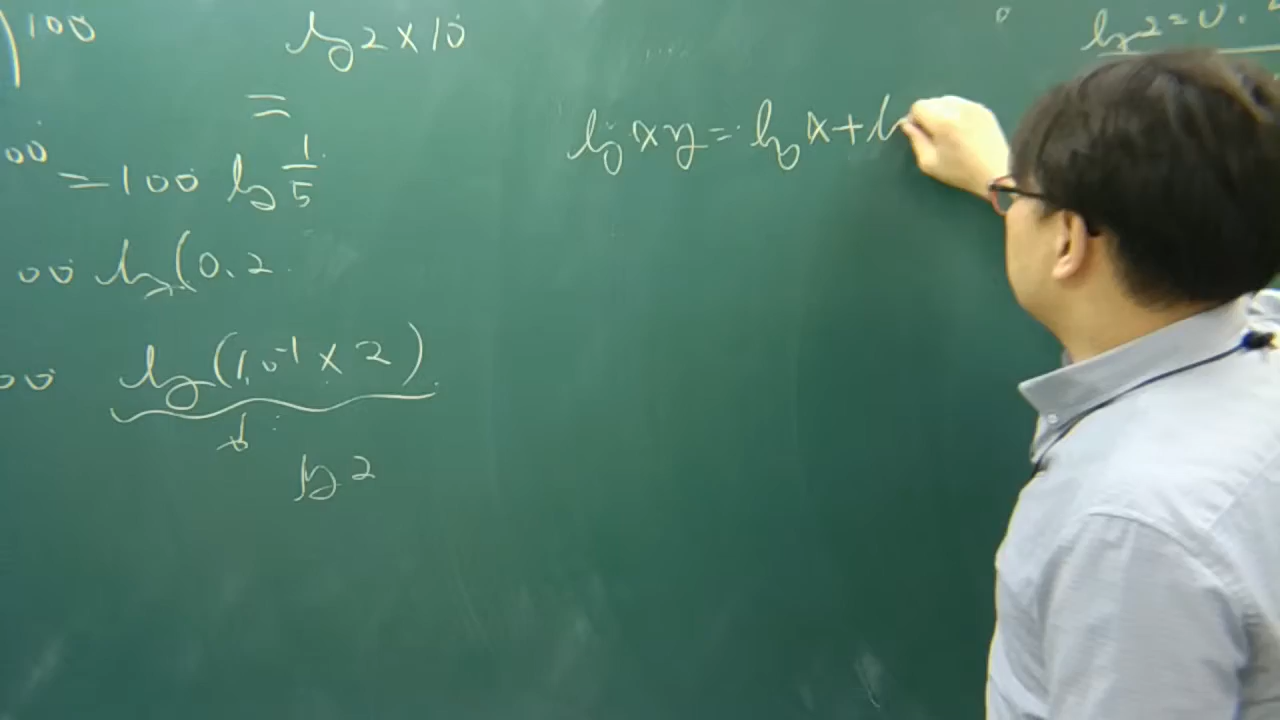 )^100
log 2 × 10
=
00 = 100 log 1/5
00 log(0.2
00 log(10^-1 × 2)
log 2
log xy = log x + lo
log 2 = 0.